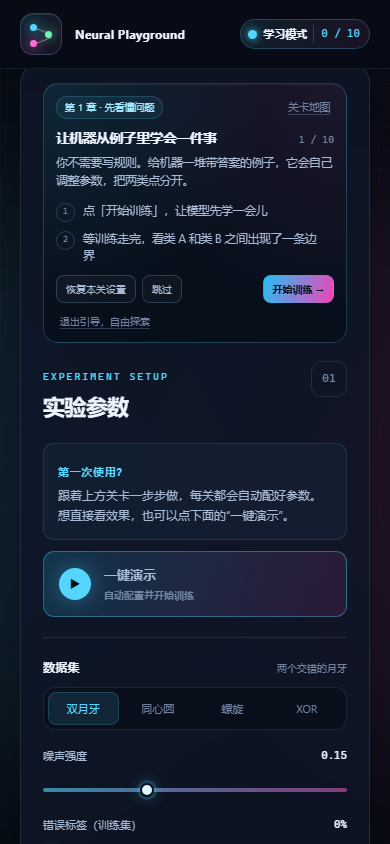 Neural Playground
学习模式 0 / 10
第 1 章 · 先看懂问题
关卡地图
让机器从例子里学会一件事
1 / 10
你不需要写规则。给机器一堆带答案的例子，它会自己
调整参数，把两类点分开。
1 点「开始训练」，让模型先学一会儿
2 等训练走完，看类 A 和类 B 之间出现了一条边
界
恢复本关设置
跳过
开始训练 →
退出引导，自由探索
EXPERIMENT SETUP
01
实验参数
第一次使用?
跟着上方关卡一步步做，每关都会自动配好参数。
想直接看效果，也可以点下面的“一键演示”。
一键演示
自动配置并开始训练
数据集
两个交错的月牙
双月牙
同心圆
螺旋
XOR
噪声强度
0.15
错误标签（训练集）
0%